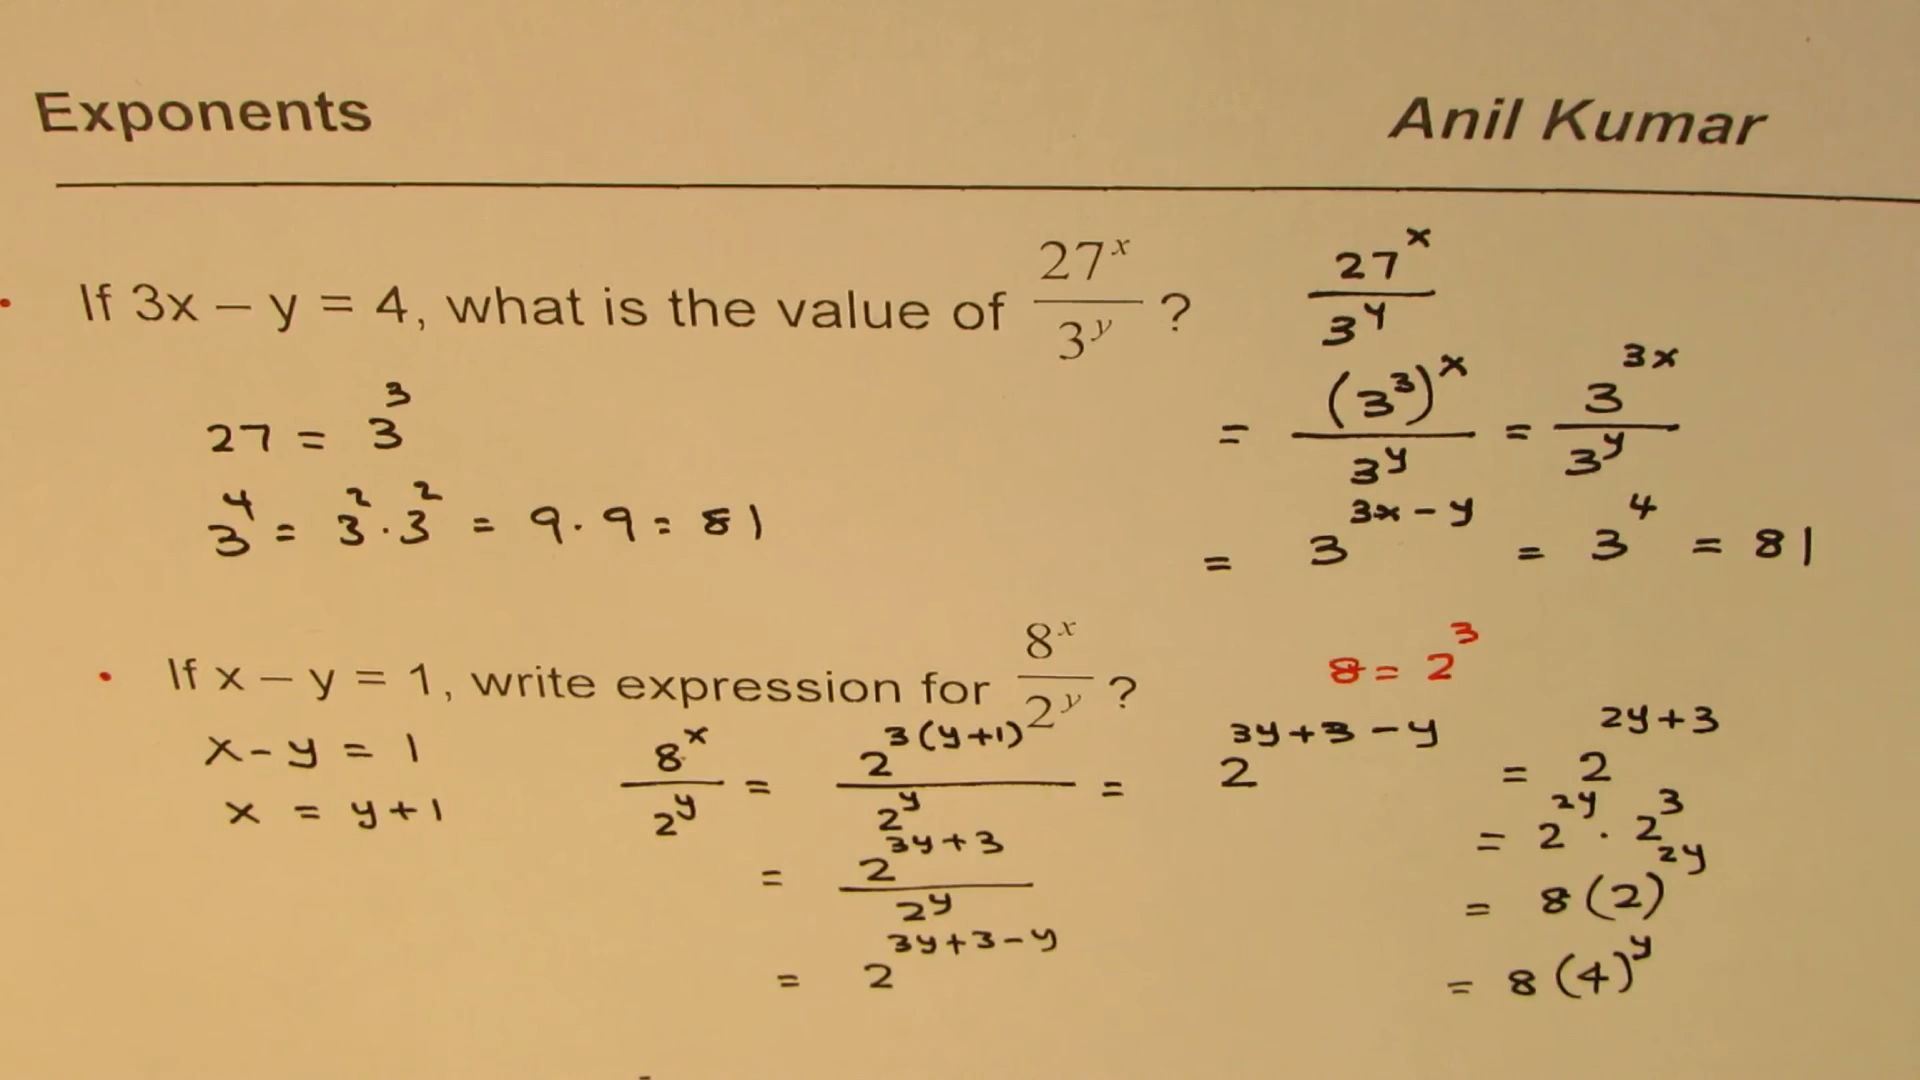 Exponents
Anil Kumar
If 3x – y = 4, what is the value of 27^x / 3^y ?
27^x / 3^y
= (3^3)^x / 3^y = 3^3x / 3^y
= 3^(3x – y) = 3^4 = 81
27 = 3^3
3^4 = 3^2 · 3^2 = 9 · 9 = 81
If x – y = 1, write expression for 8^x / 2^y ?
8 = 2^3
x – y = 1
x = y + 1
8^x / 2^y = 2^(3(y+1)) / 2^y = 2^(3y+3–y) = 2^(2y+3)
= 2^(3y+3) / 2^y
= 2^(3y+3–y)
= 2^2y · 2^3
= 8(2)^2y
= 8(4)^y